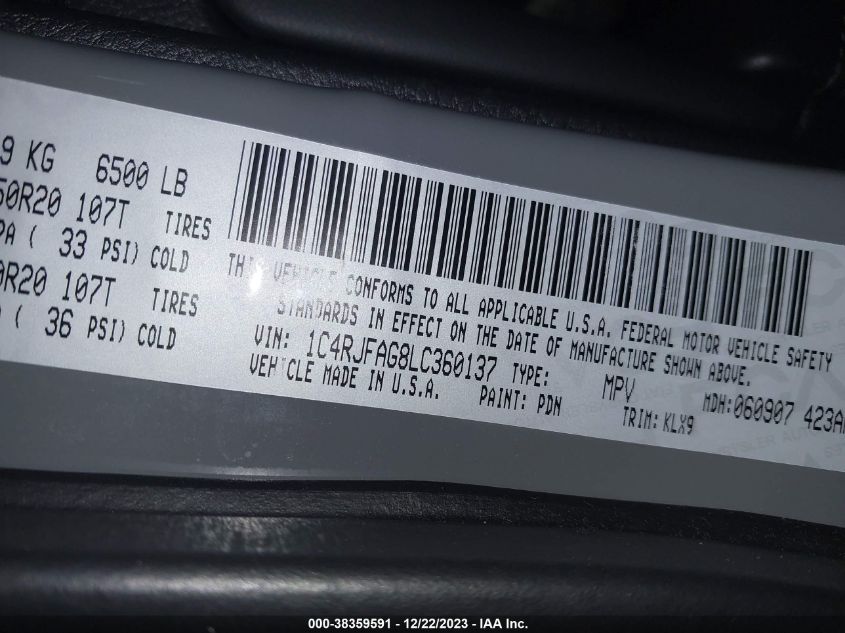 9 KG 6500 LB
50R20 107T TIRES
PA ( 33 PSI) COLD
0R20 107T TIRES
( 36 PSI) COLD
THIS VEHICLE CONFORMS TO ALL APPLICABLE U.S.A. FEDERAL MOTOR VEHICLE SAFETY
STANDARDS IN EFFECT ON THE DATE OF MANUFACTURE SHOWN ABOVE.
VIN: 1C4RJFAG8LC360137 TYPE: MPV MDH:060907 423A
VEHICLE MADE IN U.S.A. PAINT: PDN TRIM: KLX9
000-38359591 - 12/22/2023 - IAA Inc.